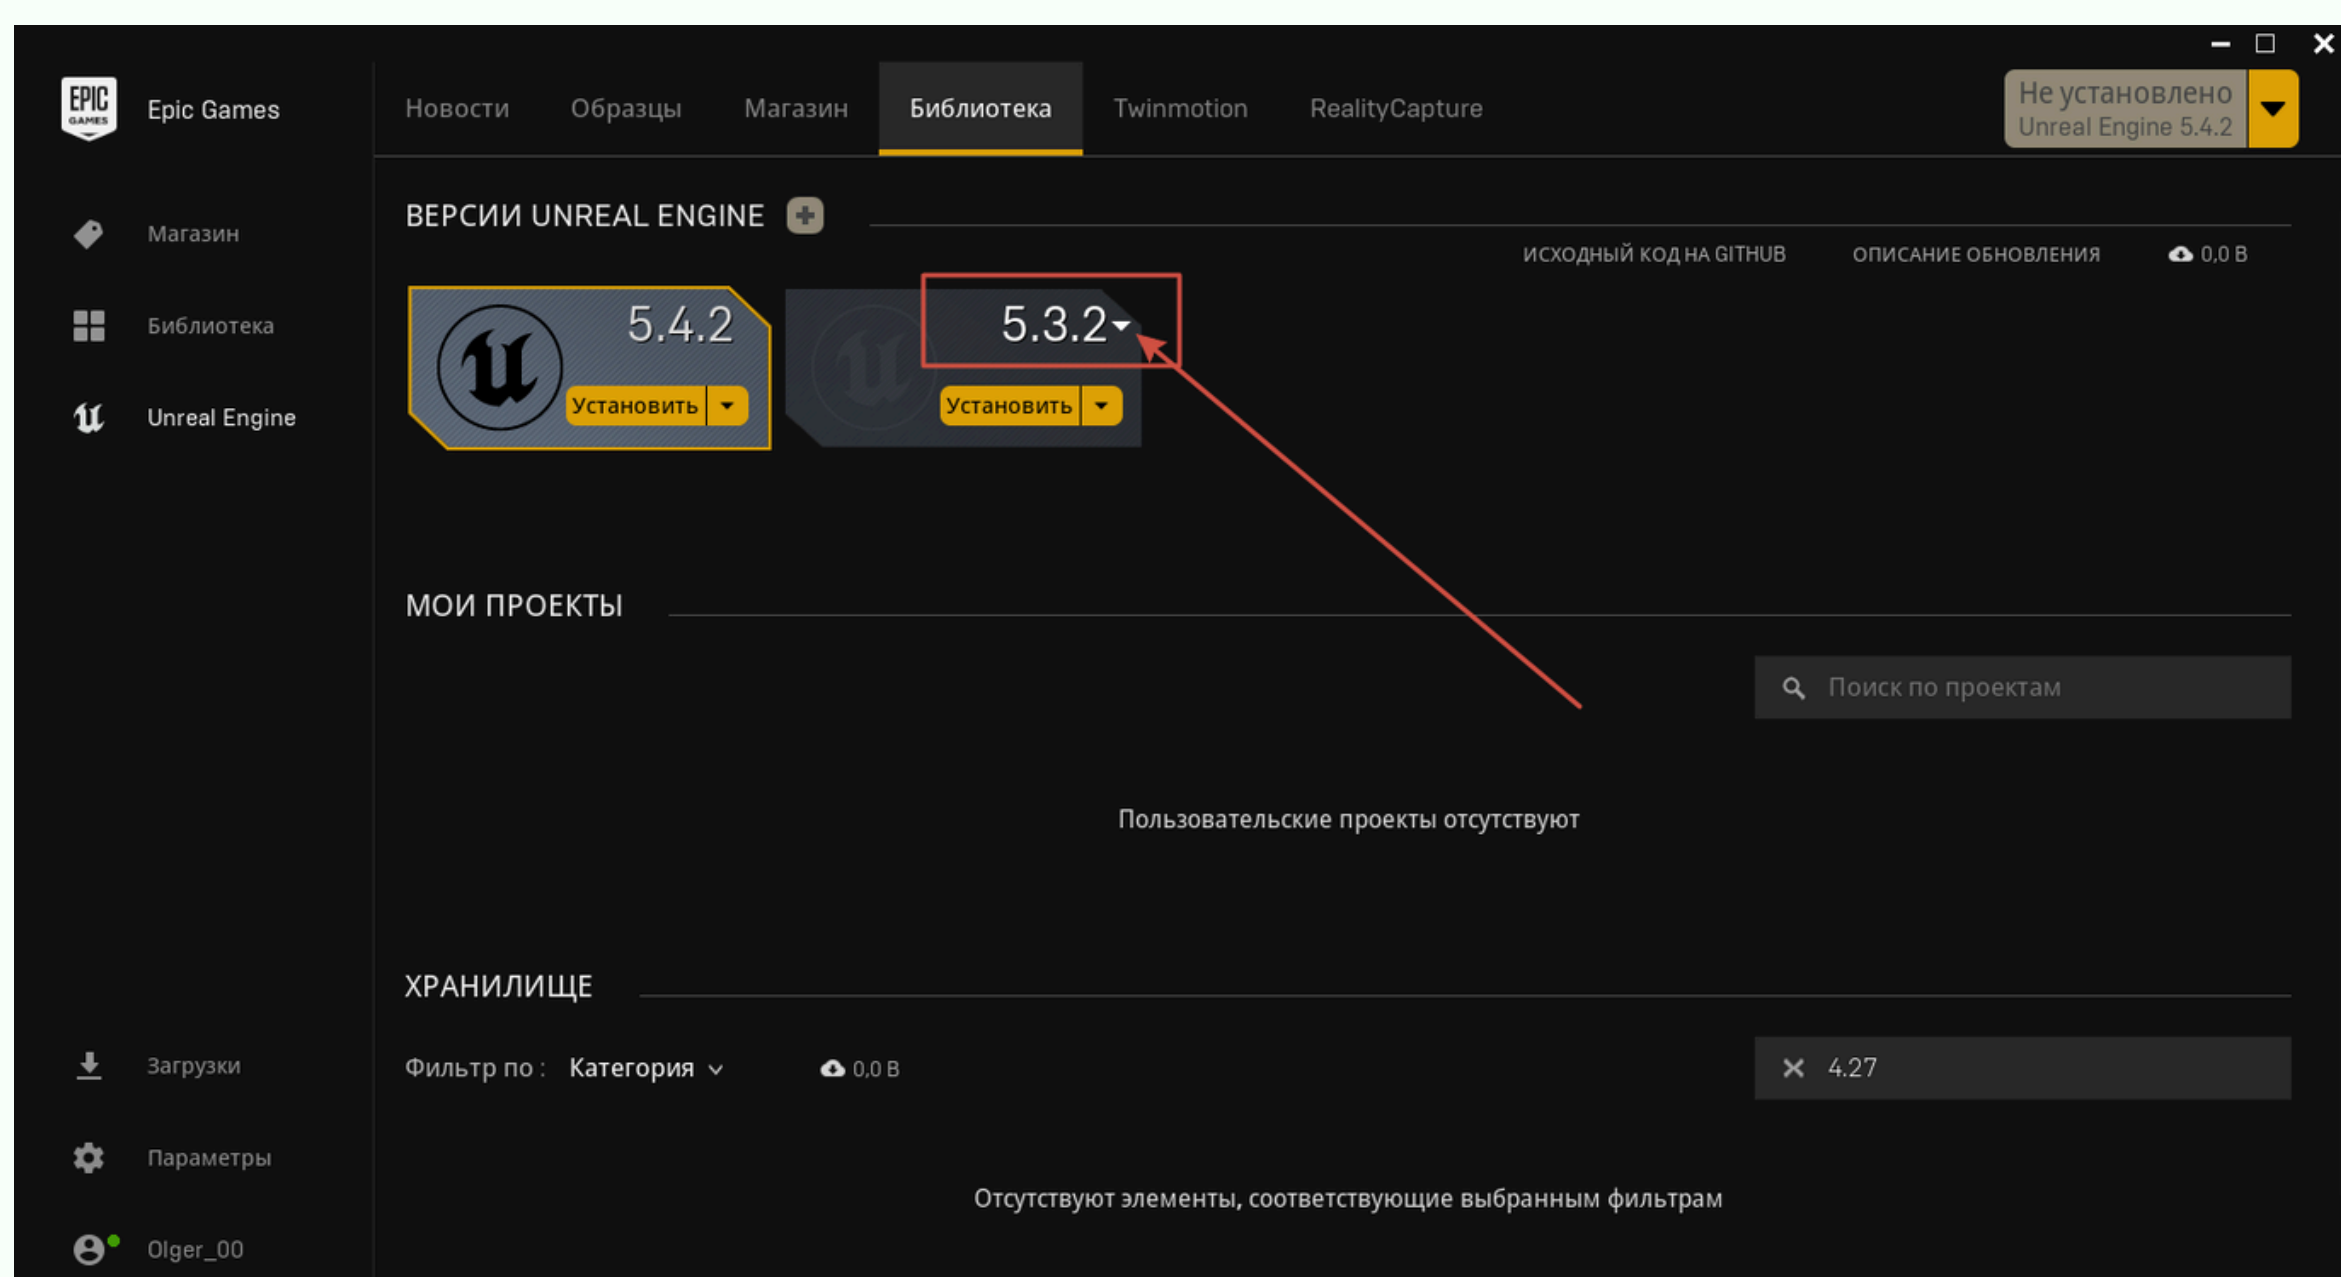 EPIC
GAMES
Epic Games
Новости
Образцы
Магазин
Библиотека
Twinmotion
RealityCapture
Не установлено
Unreal Engine 5.4.2
Магазин
Библиотека
Unreal Engine
ВЕРСИИ UNREAL ENGINE
ИСХОДНЫЙ КОД НА GITHUB
ОПИСАНИЕ ОБНОВЛЕНИЯ
0,0 B
5.4.2
Установить
5.3.2
Установить
МОИ ПРОЕКТЫ
Поиск по проектам
Пользовательские проекты отсутствуют
ХРАНИЛИЩЕ
Фильтр по :
Категория
0,0 B
4.27
Отсутствуют элементы, соответствующие выбранным фильтрам
Загрузки
Параметры
Olger_00